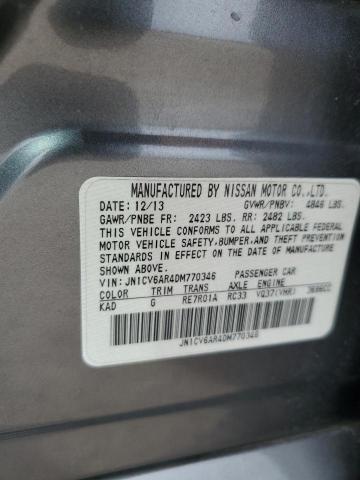 MANUFACTURED BY NISSAN MOTOR CO.,LTD.
DATE: 12/13 GVWR/PNBV: 4846 LBS.
GAWR/PNBE FR: 2423 LBS. RR: 2482 LBS.
THIS VEHICLE CONFORMS TO ALL APPLICABLE FEDERAL
MOTOR VEHICLE SAFETY, BUMPER, AND THEFT PREVENTION
STANDARDS IN EFFECT ON THE DATE OF MANUFACTURE
SHOWN ABOVE.
VIN: JN1CV6AR4DM770346 PASSENGER CAR
COLOR TRIM TRANS AXLE ENGINE
KAD G RE7R01A RC33 VQ37(VHR) 3696CC
JN1CV6AR4DM770346